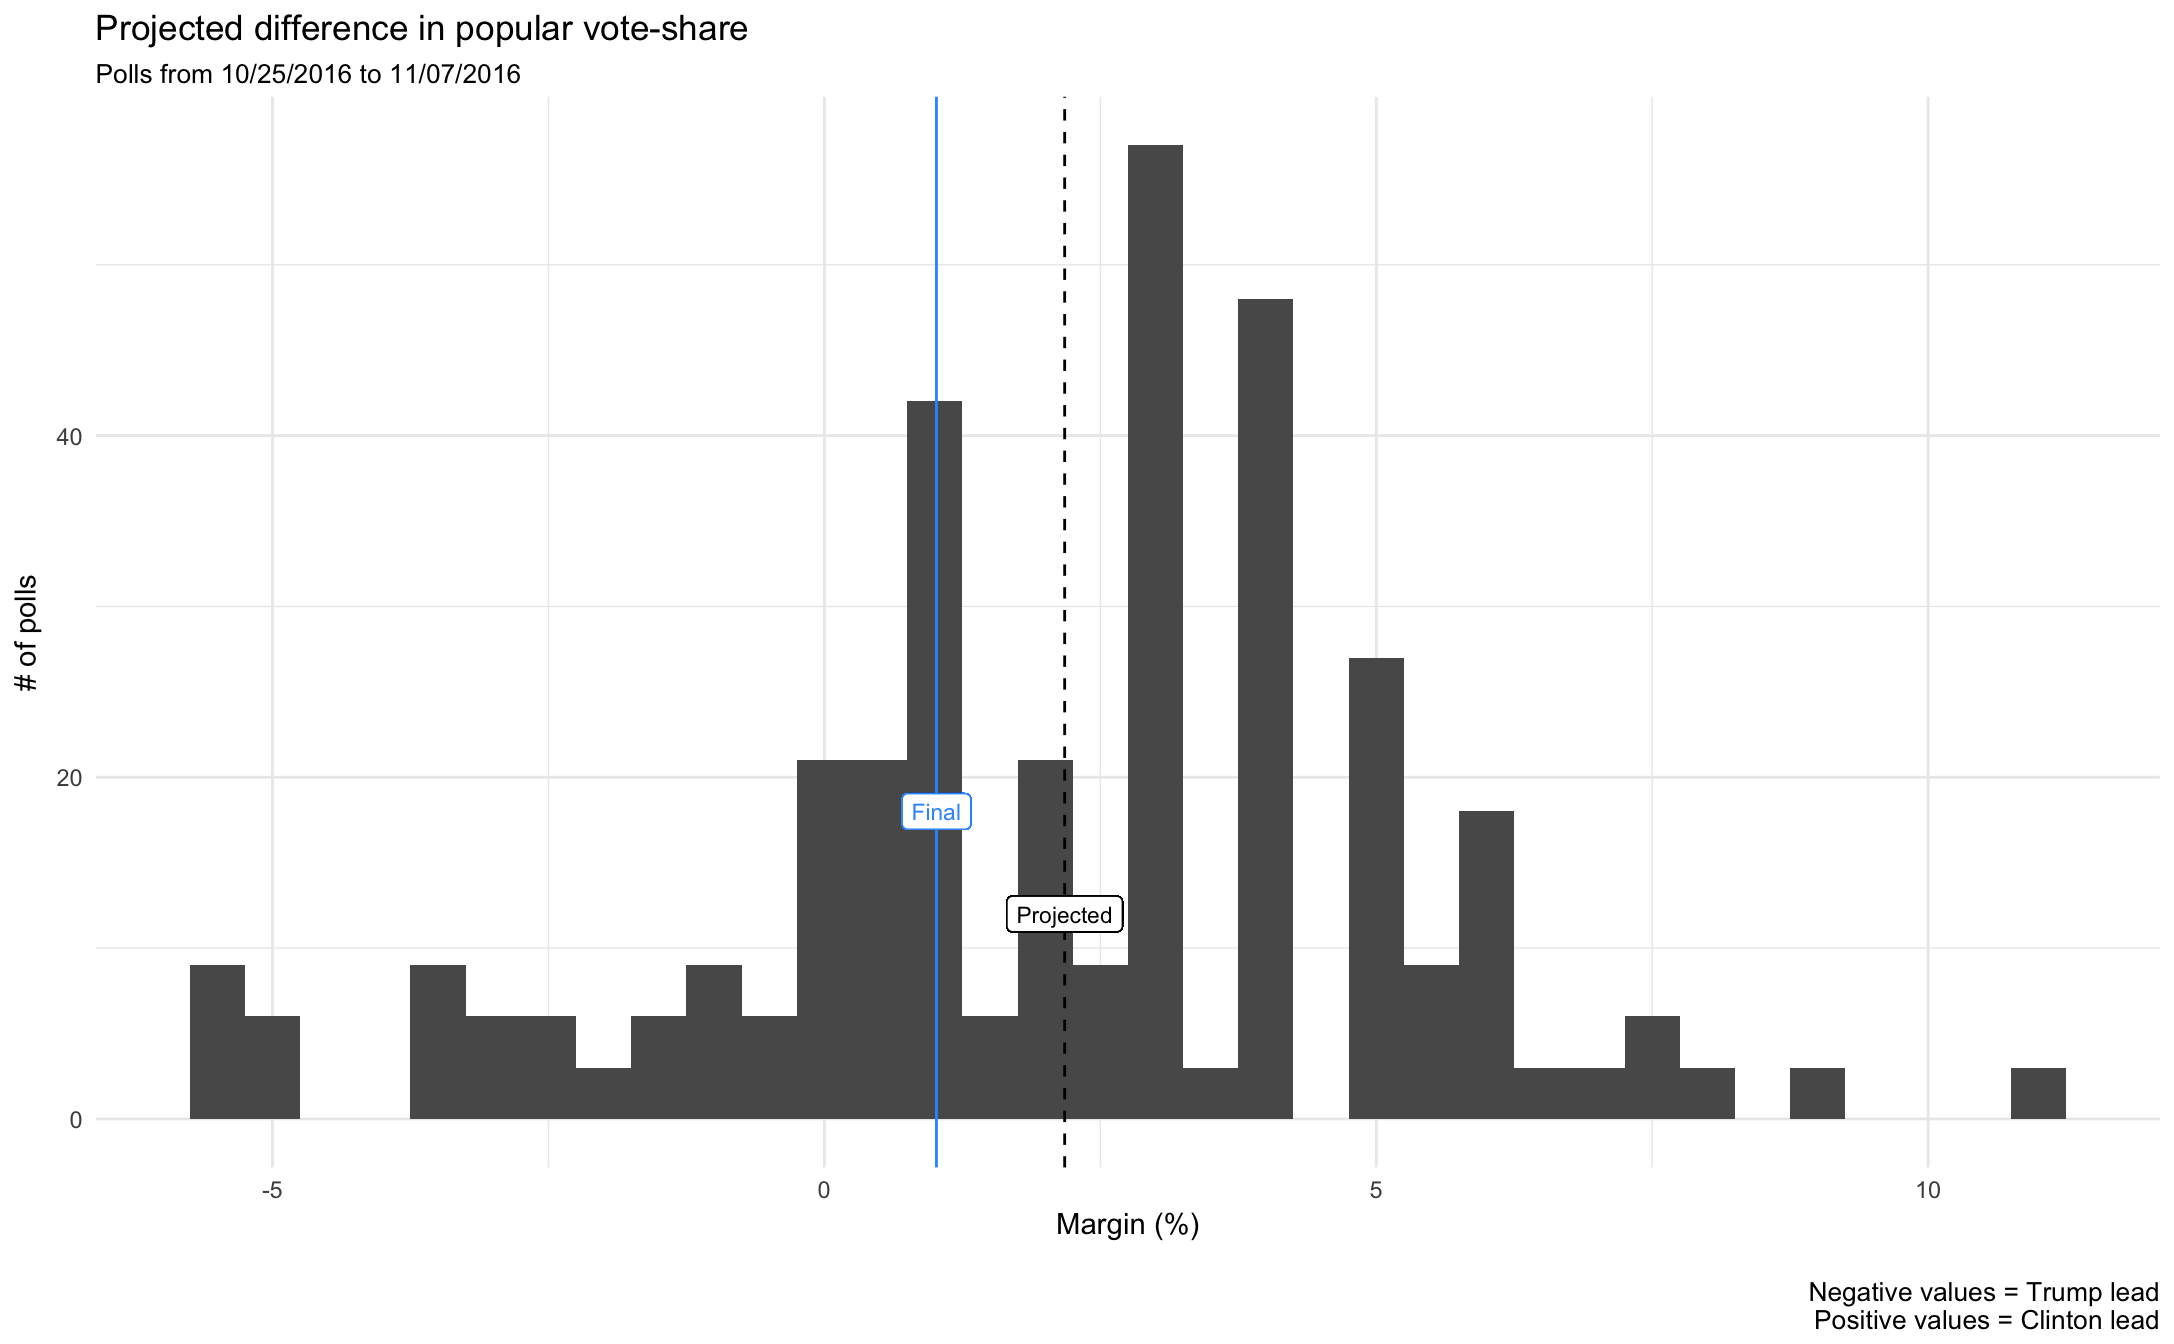 Projected difference in popular vote-share
Polls from 10/25/2016 to 11/07/2016
# of polls
40
20
0
Final
Projected
-5
0
5
10
Margin (%)
Negative values = Trump lead
Positive values = Clinton lead